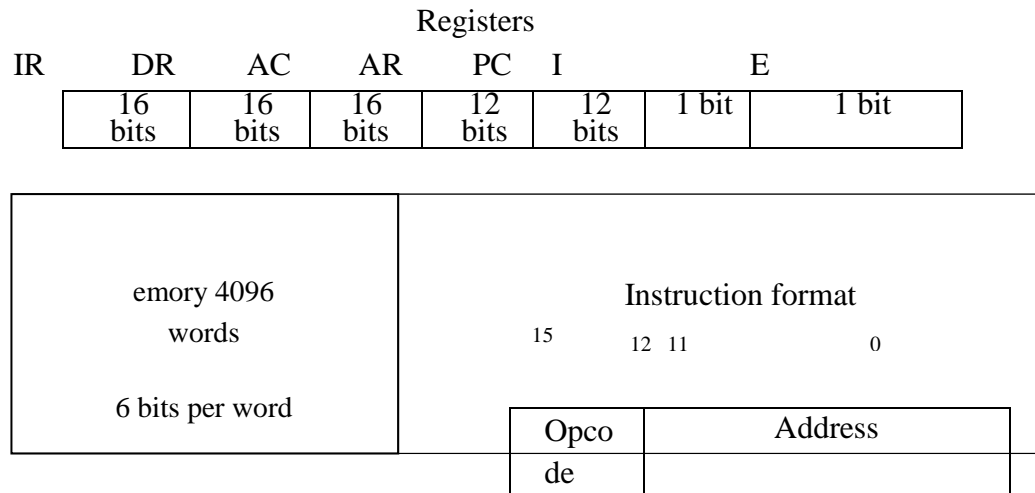 Registers
IR DR AC AR PC I E
16 bits 16 bits 16 bits 12 bits 12 bits 1 bit 1 bit
emory 4096
words
6 bits per word
Instruction format
15 12 11 0
Opco
de
Address